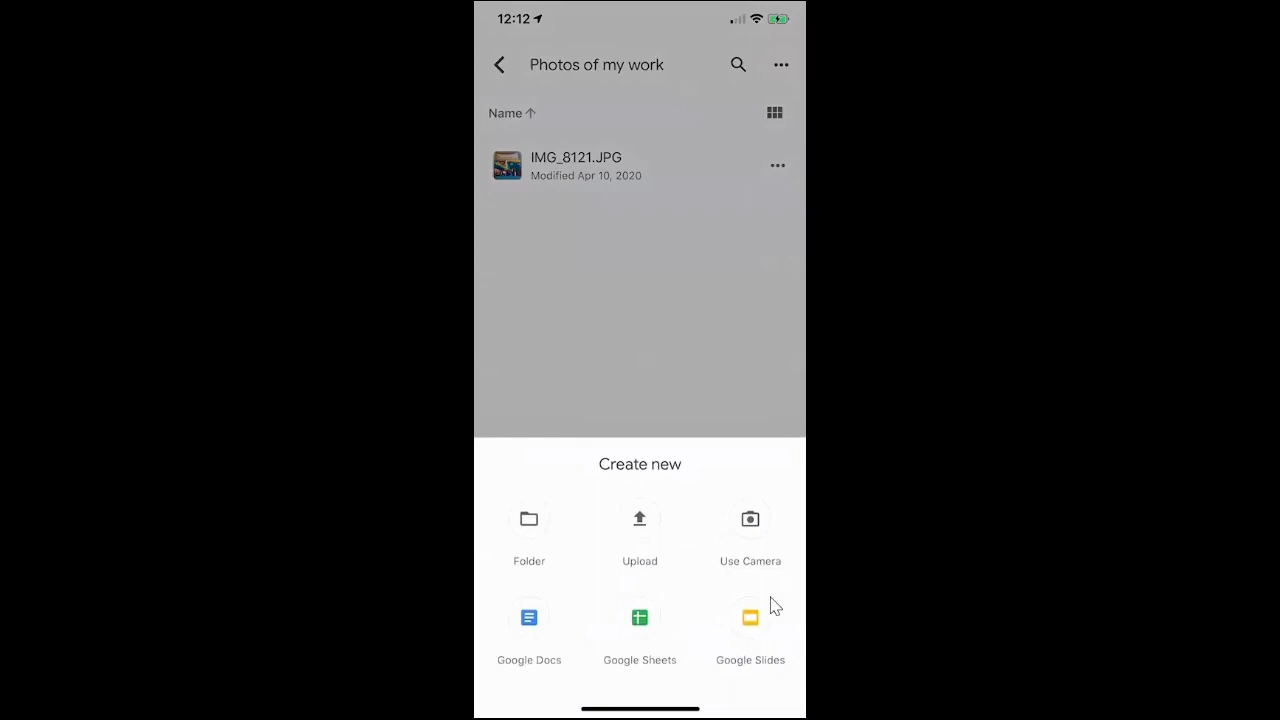 12:12
Photos of my work
Name
IMG_8121.JPG
Modified Apr 10, 2020
Create new
Folder Upload Use Camera
Google Docs Google Sheets Google Slides